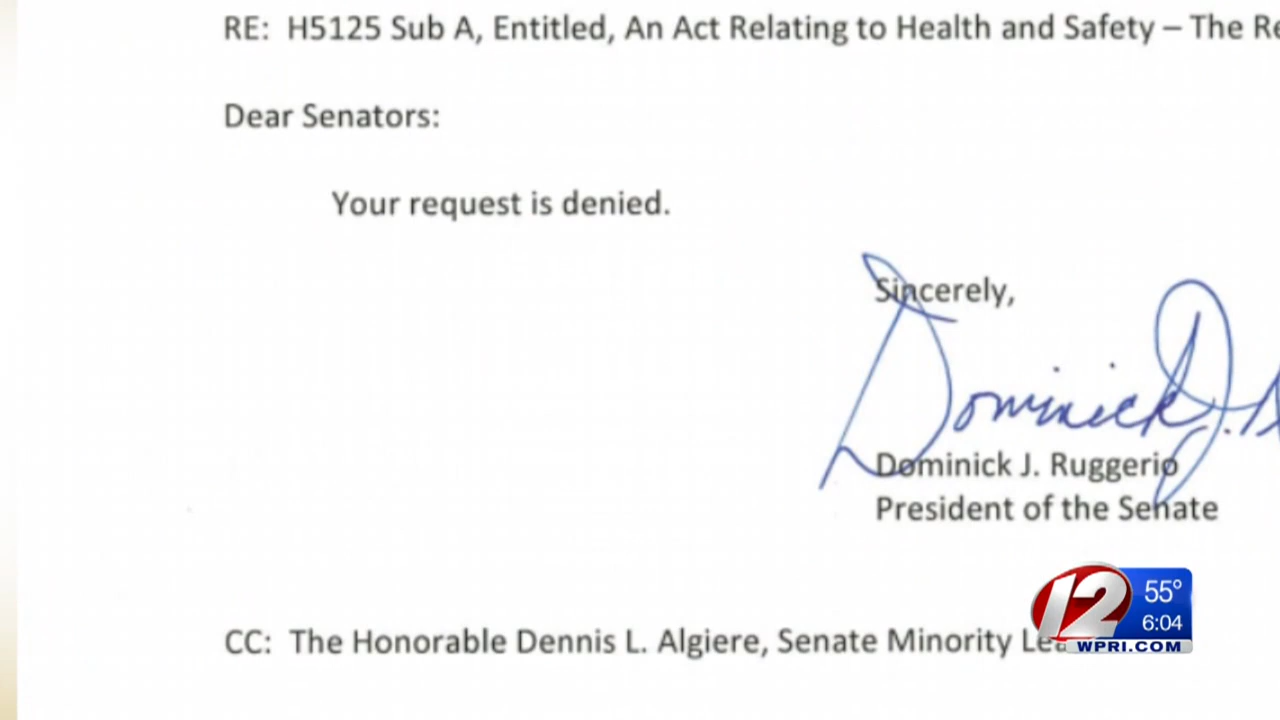 RE: H5125 Sub A, Entitled, An Act Relating to Health and Safety – The Re
Dear Senators:
Your request is denied.
Sincerely,
Dominick J.
Dominick J. Ruggerio
President of the Senate
CC: The Honorable Dennis L. Algiere, Senate Minority Le
12
55°
6:04
WPRI.COM